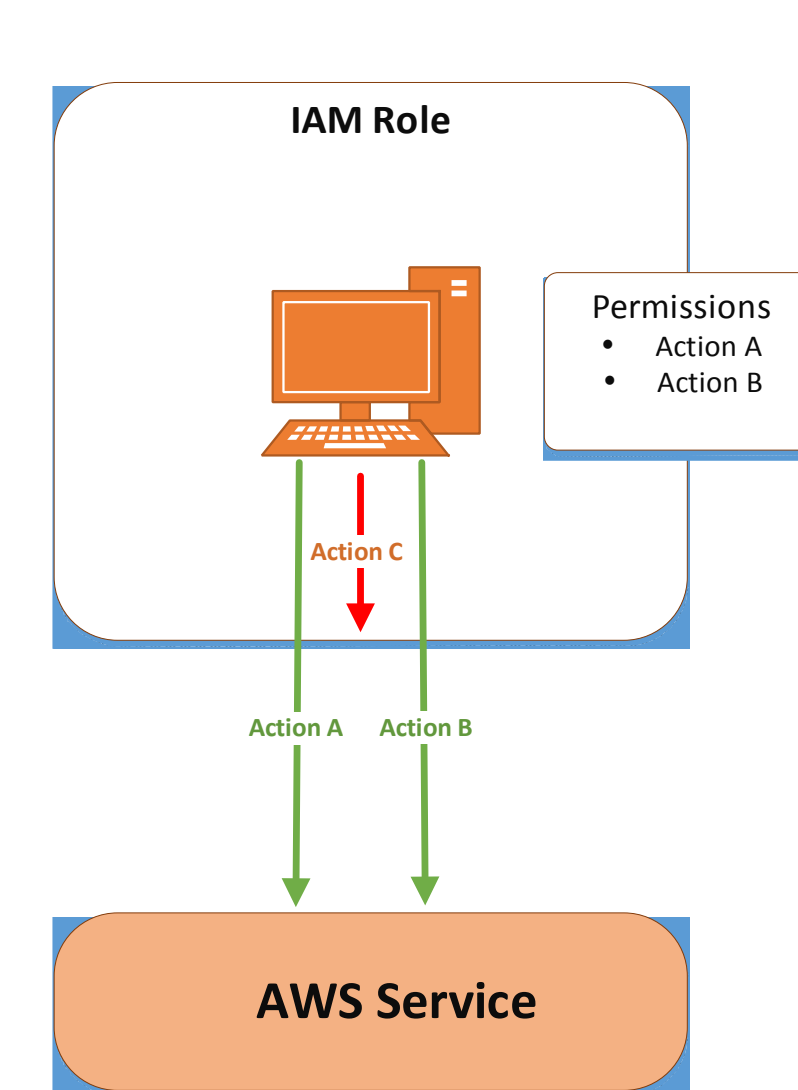 IAM Role
Permissions
• Action A
• Action B
Action C
Action A
Action B
AWS Service